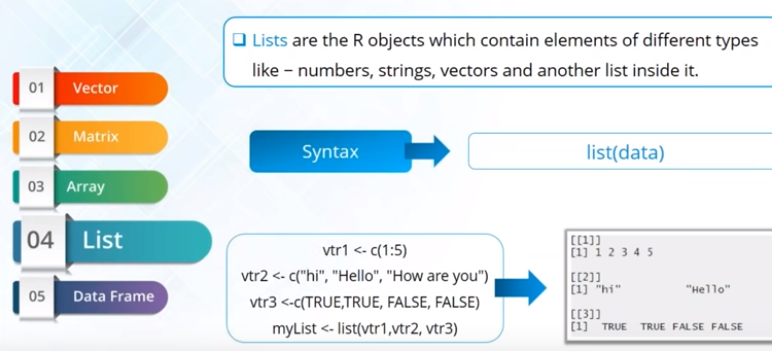 Lists are the R objects which contain elements of different types
like − numbers, strings, vectors and another list inside it.
01 Vector
02 Matrix
03 Array
04 List
05 Data Frame
Syntax
list(data)
vtr1 <- c(1:5)
vtr2 <- c("hi", "Hello", "How are you")
vtr3 <-c(TRUE,TRUE, FALSE, FALSE)
myList <- list(vtr1,vtr2, vtr3)
[[1]]
[1] 1 2 3 4 5
[[2]]
[1] "hi" "Hello"
[[3]]
[1] TRUE TRUE FALSE FALSE